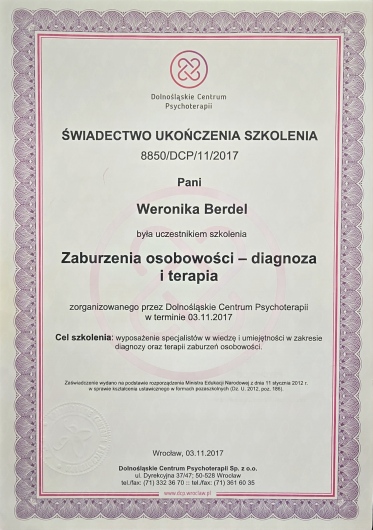 Dolnośląskie Centrum
Psychoterapii
ŚWIADECTWO UKOŃCZENIA SZKOLENIA
8850/DCP/11/2017
Pani
Weronika Berdel
była uczestnikiem szkolenia
Zaburzenia osobowości – diagnoza
i terapia
zorganizowanego przez Dolnośląskie Centrum Psychoterapii
w terminie 03.11.2017
Cel szkolenia: wyposażenie specjalistów w wiedzę i umiejętności w zakresie
diagnozy oraz terapii zaburzeń osobowości.
Zaświadczenie wydano na podstawie rozporządzenia Ministra Edukacji Narodowej z dnia 11 stycznia 2012 r.
w sprawie kształcenia ustawicznego w formach pozaszkolnych (Dz. U. 2012, poz. 186).
Wrocław, 03.11.2017
Dolnośląskie Centrum Psychoterapii Sp. z o.o.
ul. Dyrekcyjna 37/47; 50-528 Wrocław
tel./fax: (71) 332 36 70 :: tel./fax: (71) 361 60 35
www.dcp.wroclaw.pl